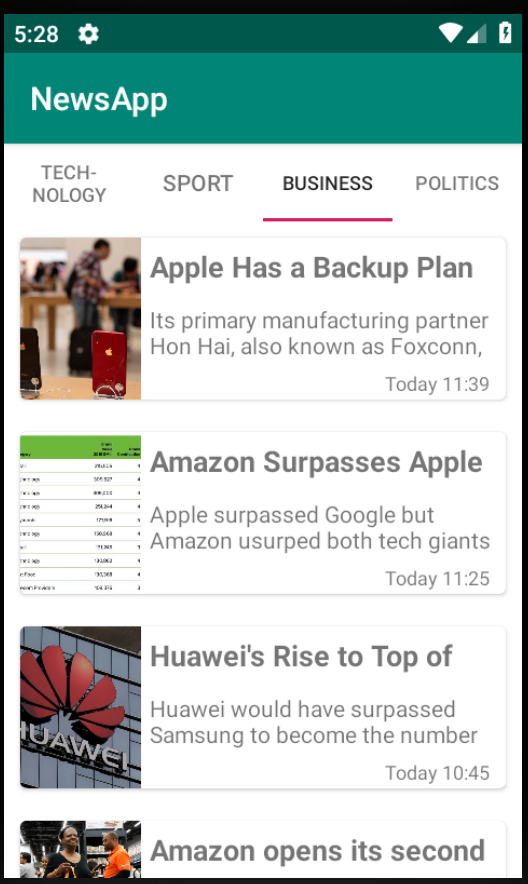 5:28
NewsApp
TECH-
NOLOGY
SPORT
BUSINESS
POLITICS
Apple Has a Backup Plan
Its primary manufacturing partner
Hon Hai, also known as Foxconn,
Today 11:39
Amazon Surpasses Apple
Apple surpassed Google but
Amazon usurped both tech giants
Today 11:25
HUAWEI
Huawei's Rise to Top of
Huawei would have surpassed
Samsung to become the number
Today 10:45
Amazon opens its second